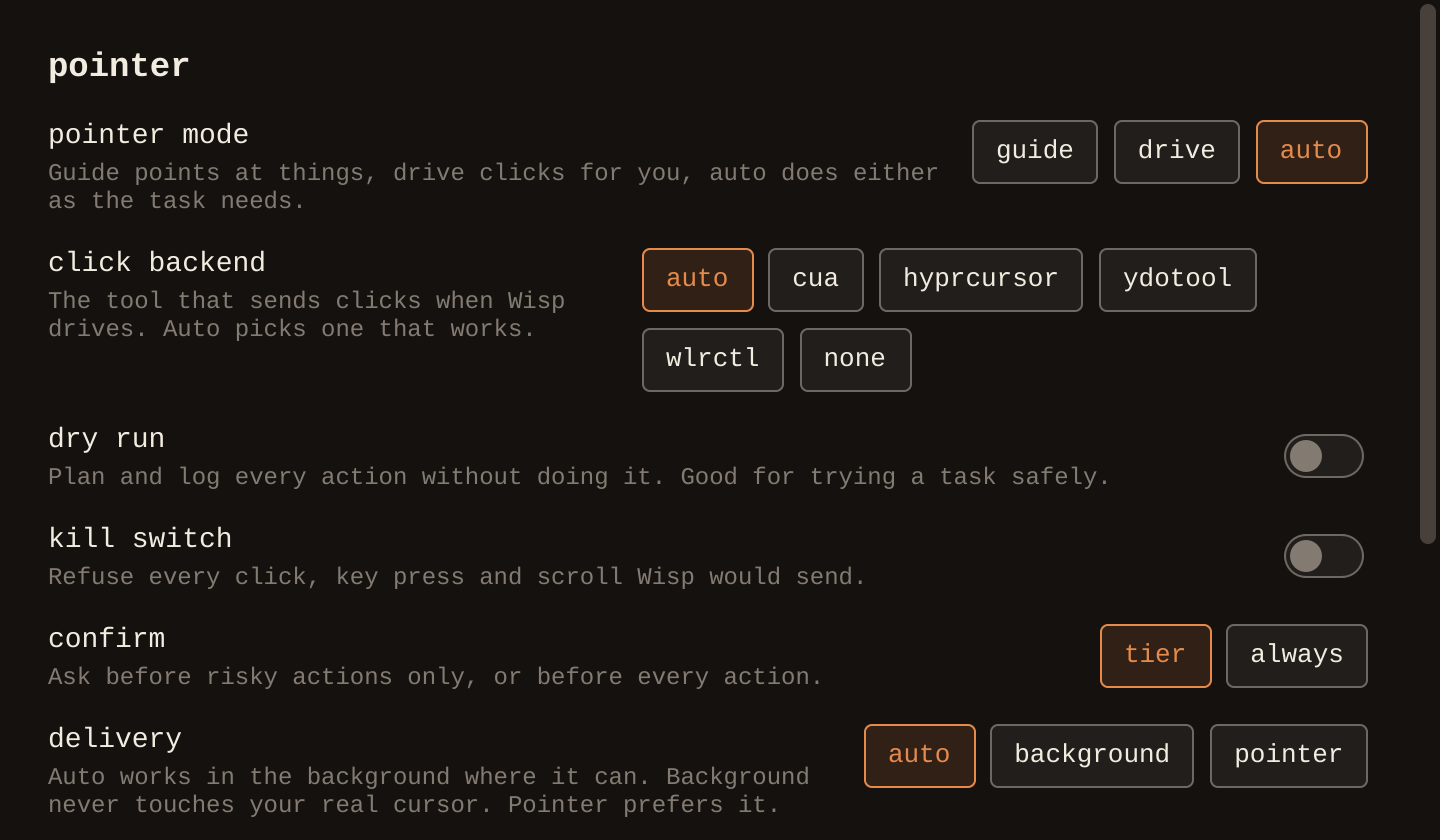 pointer
pointer mode
Guide points at things, drive clicks for you, auto does either
as the task needs.
guide drive auto
click backend
The tool that sends clicks when Wisp
drives. Auto picks one that works.
auto cua hyprcursor ydotool
wlrctl none
dry run
Plan and log every action without doing it. Good for trying a task safely.
kill switch
Refuse every click, key press and scroll Wisp would send.
confirm
Ask before risky actions only, or before every action.
tier always
delivery
Auto works in the background where it can. Background
never touches your real cursor. Pointer prefers it.
auto background pointer